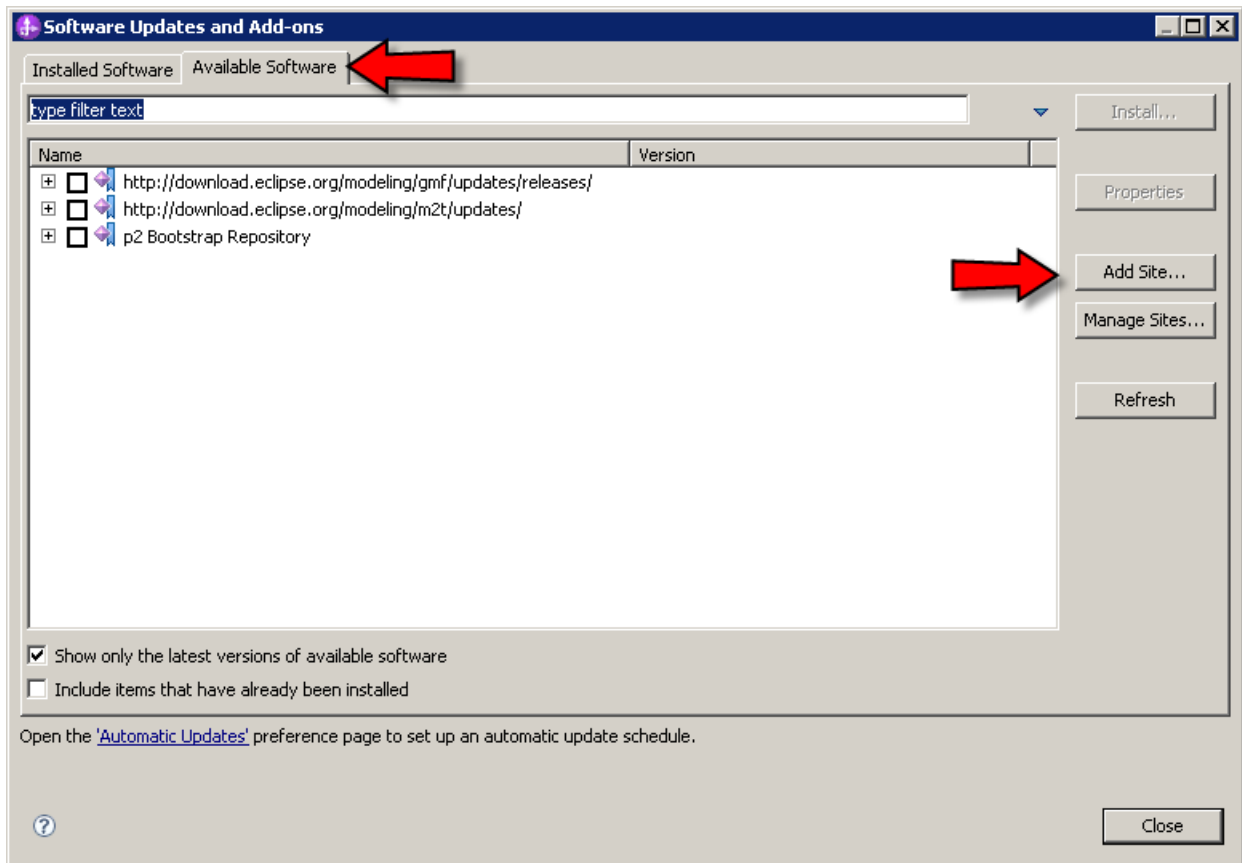 Software Updates and Add-ons
Installed Software Available Software
type filter text
Install...
Name Version
http://download.eclipse.org/modeling/gmf/updates/releases/
http://download.eclipse.org/modeling/m2t/updates/
p2 Bootstrap Repository
Properties
Add Site...
Manage Sites...
Refresh
Show only the latest versions of available software
Include items that have already been installed
Open the 'Automatic Updates' preference page to set up an automatic update schedule.
?
Close